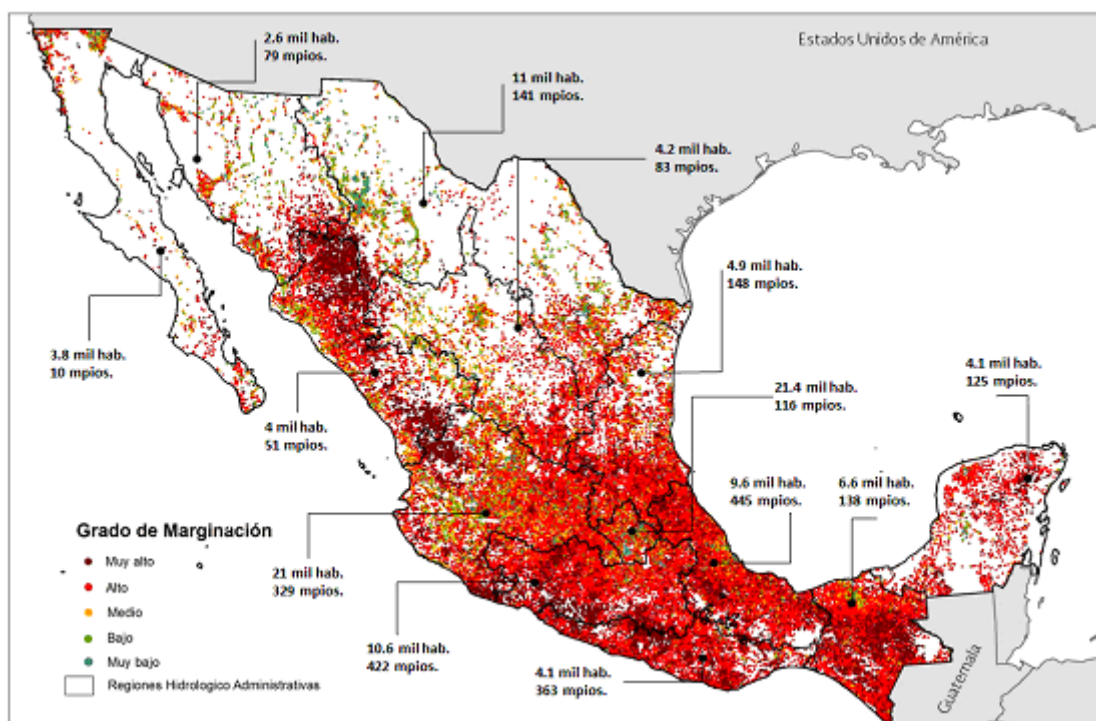 Estados Unidos de América
2.6 mil hab.
79 mpios.
11 mil hab.
141 mpios.
4.2 mil hab.
83 mpios.
4.9 mil hab.
148 mpios.
3.8 mil hab.
10 mpios.
4.1 mil hab.
125 mpios.
21.4 mil hab.
116 mpios.
4 mil hab.
51 mpios.
9.6 mil hab.
445 mpios.
6.6 mil hab.
138 mpios.
Grado de Marginación
Muy alto
Alto
Medio
Bajo
Muy bajo
Regiones Hidrologico Administrativas
21 mil hab.
329 mpios.
10.6 mil hab.
422 mpios.
4.1 mil hab.
363 mpios.
Guatemala